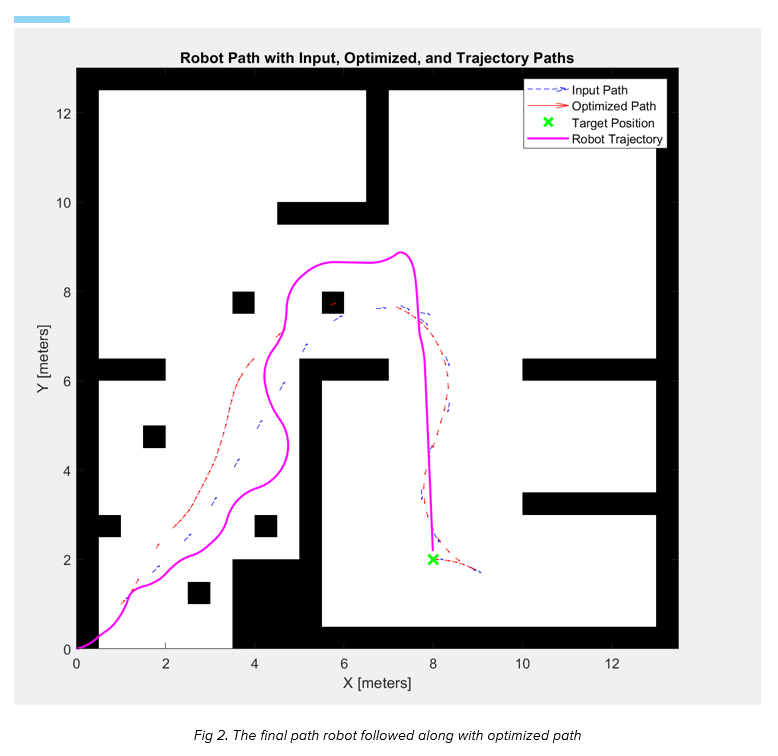 Robot Path with Input, Optimized, and Trajectory Paths
Input Path
Optimized Path
Target Position
Robot Trajectory
12
10
8
6
4
2
0
Y [meters]
0 2 4 6 8 10 12
X [meters]
Fig 2. The final path robot followed along with optimized path